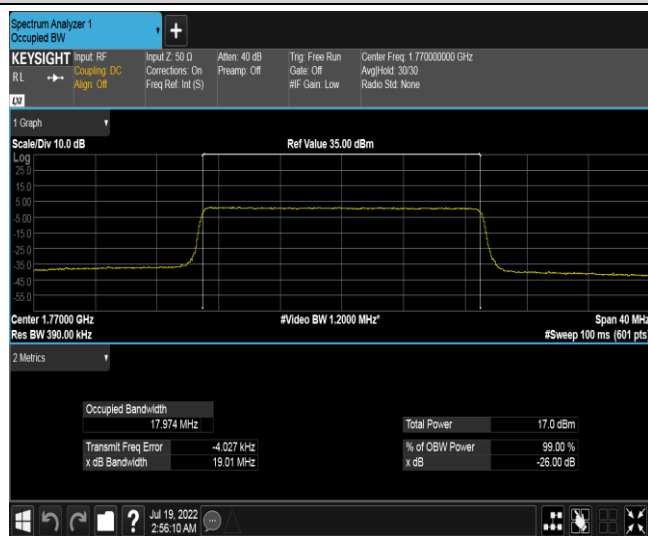 Spectrum Analyzer 1
Occupied BW
KEYSIGHT
RL
LXI
Input: RF
Coupling: DC
Align: Off
Input Z: 50 Ω
Corrections: On
Freq Ref: Int (S)
Atten: 40 dB
Preamp: Off
Trig: Free Run
Gate: Off
#IF Gain: Low
Center Freq: 1.770000000 GHz
Avg|Hold: 30/30
Radio Std: None
1 Graph
Scale/Div 10.0 dB
Ref Value 35.00 dBm
Log
25.0
15.0
5.00
-5.00
-15.0
-25.0
-35.0
-45.0
-55.0
Center 1.77000 GHz
#Video BW 1.2000 MHz*
Span 40 MHz
Res BW 390.00 kHz
#Sweep 100 ms (601 pts)
2 Metrics
Occupied Bandwidth
17.974 MHz
Total Power 17.0 dBm
Transmit Freq Error -4.027 kHz
% of OBW Power 99.00 %
x dB Bandwidth 19.01 MHz
x dB -26.00 dB
?
Jul 19, 2022
2:56:10 AM